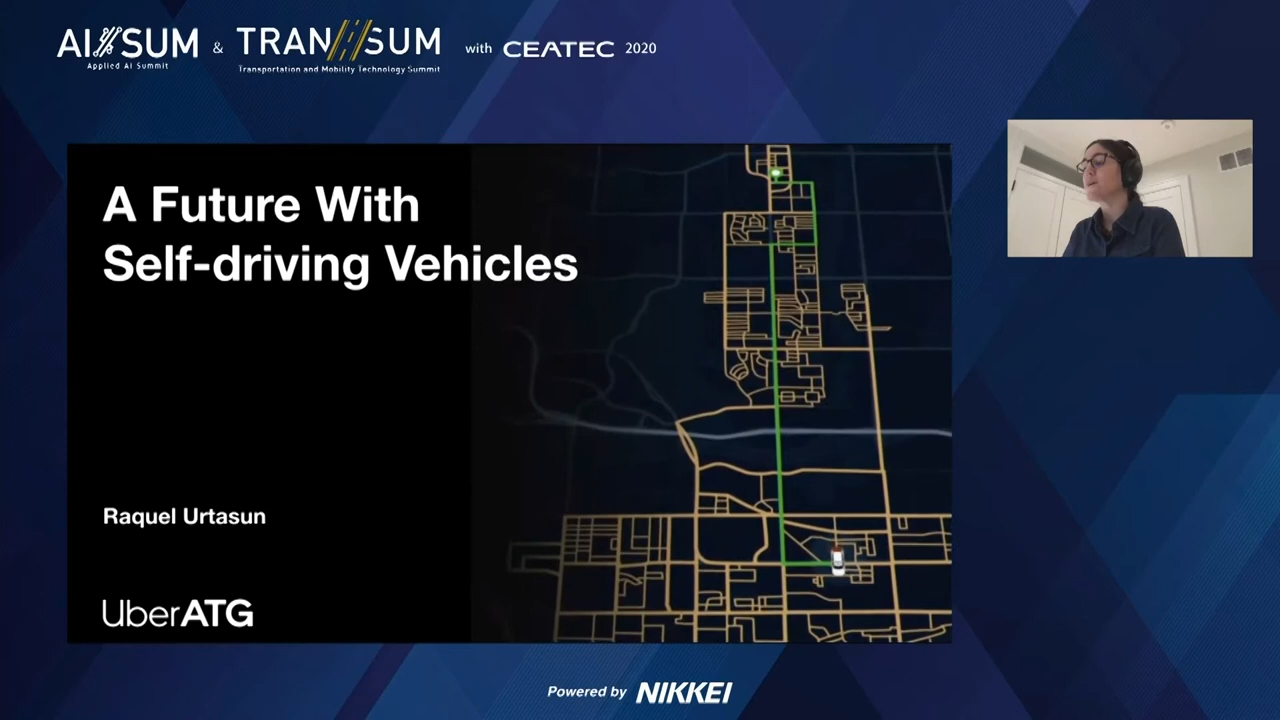 AI//SUM & TRAN//SUM with CEATEC 2020
Applied AI Summit
Transportation and Mobility Technology Summit
A Future With
Self-driving Vehicles
Raquel Urtasun
UberATG
Powered by NIKKEI